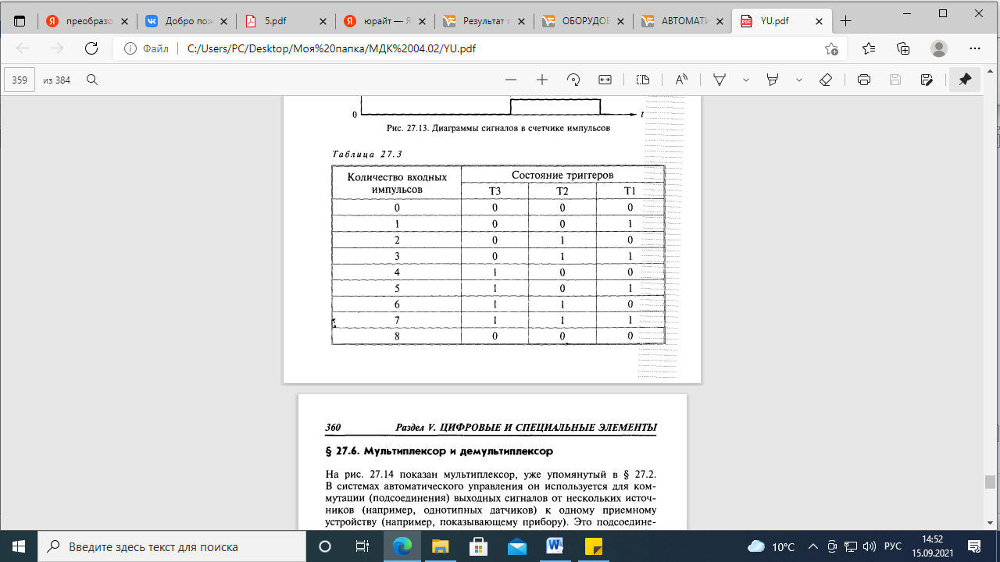 преобразо
Добро пож
5.pdf
юрайт — Я
Результат п
ОБОРУДОВ
АВТОМАТИ
YU.pdf
Файл C:/Users/PC/Desktop/Моя%20папка/МДК%2004.02/YU.pdf
359 из 384
0 t
Рис. 27.13. Диаграммы сигналов в счетчике импульсов
Таблица 27.3
Количество входных Состояние триггеров
импульсов Т3 Т2 Т1
0 0 0 0
0 0 1
0 1 0
0 1 1
4 1 0 0
1 0 1
1 1 0
1 1 1
8 0 0 0
360 Раздел V. ЦИФРОВЫЕ И СПЕЦИАЛЬНЫЕ ЭЛЕМЕНТЫ
§ 27.6. Мультиплексор и демультиплексор
На рис. 27.14 показан мультиплексор, уже упомянутый в § 27.2.
В системах автоматического управления он используется для ком-
мутации (подсоединения) выходных сигналов от нескольких источ-
ников (например, однотипных датчиков) к одному приемному
устройству (например, показывающему прибору). Это подсоедине-
Введите здесь текст для поиска
10°C
РУС
14:52
15.09.2021